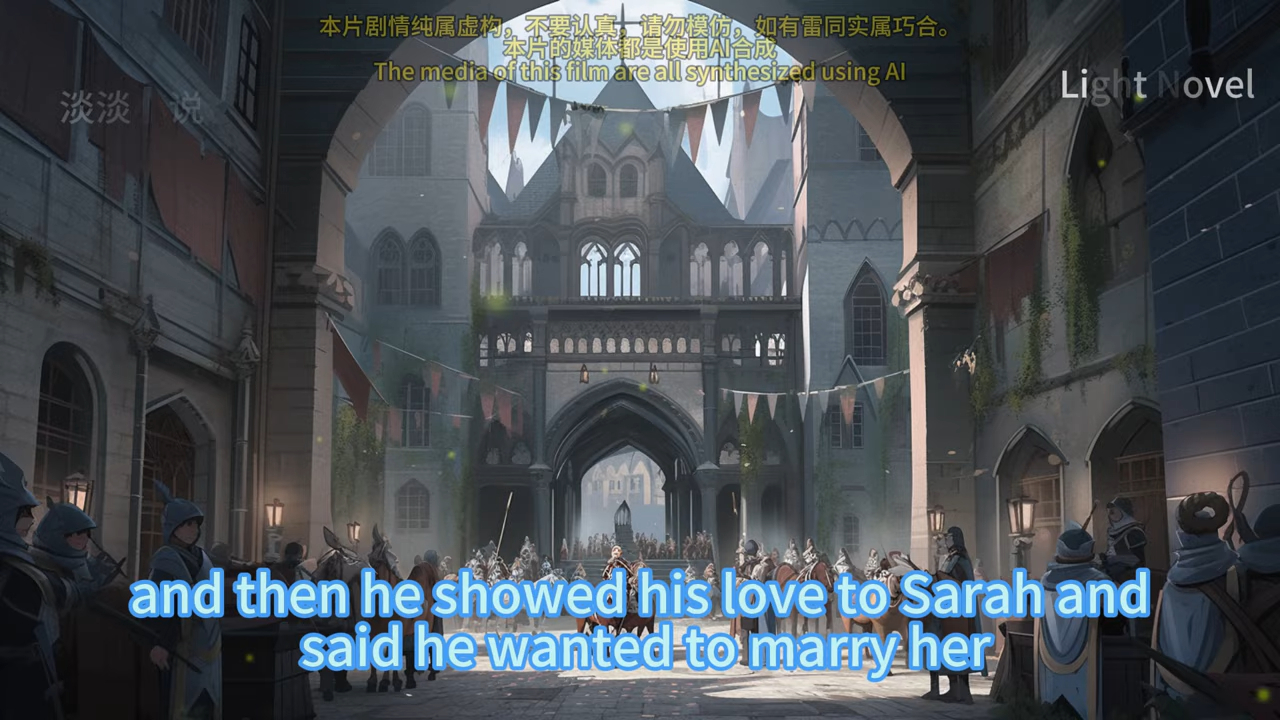 本片剧情纯属虚构，不要认真，请勿模仿，如有雷同实属巧合。
本片的媒体都是使用AI合成
The media of this film are all synthesized using AI
Light Novel
淡淡 说
and then he showed his love to Sarah and
said he wanted to marry her